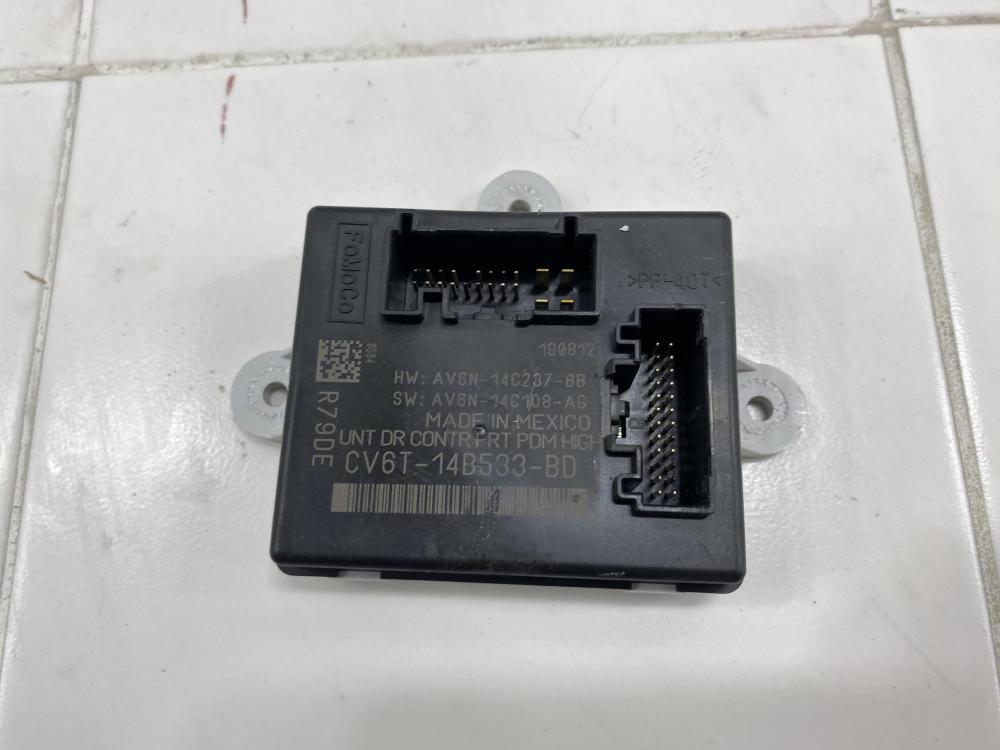 FoMoCo
>PP-40T<
0594
190812
HW: AV6N-14C237-BB
SW: AV6N-14C108-AG
MADE IN MEXICO
UNT DR CONTR FRT PDM HIGH
CV6T-14B533-BD
R79DE